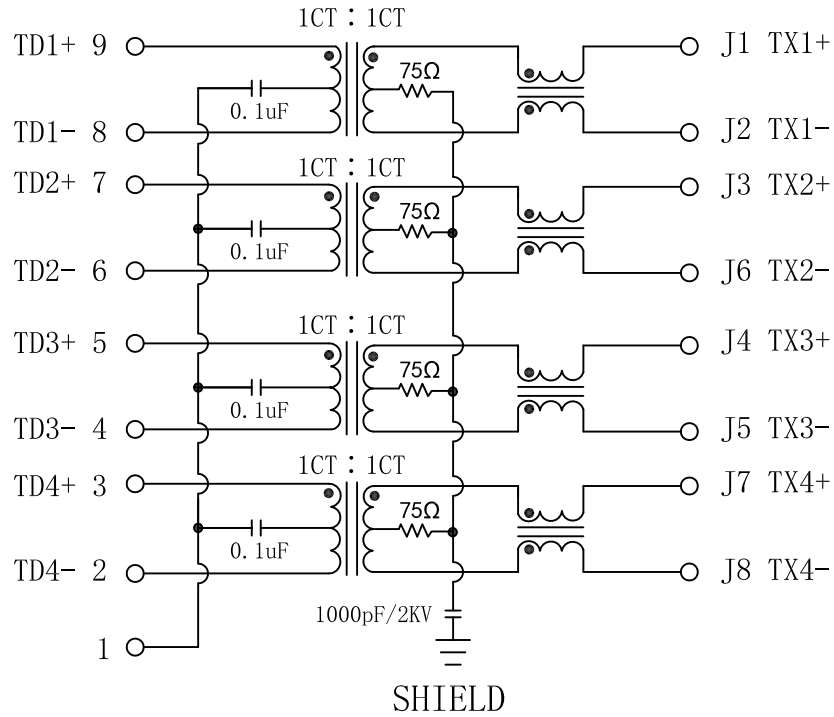 1CT : 1CT
TD1+ 9
75Ω
J1 TX1+
0.1uF
TD1- 8
J2 TX1-
1CT : 1CT
TD2+ 7
75Ω
J3 TX2+
0.1uF
TD2- 6
J6 TX2-
1CT : 1CT
TD3+ 5
75Ω
J4 TX3+
0.1uF
TD3- 4
J5 TX3-
1CT : 1CT
TD4+ 3
75Ω
J7 TX4+
0.1uF
TD4- 2
J8 TX4-
1000pF/2KV
1
SHIELD